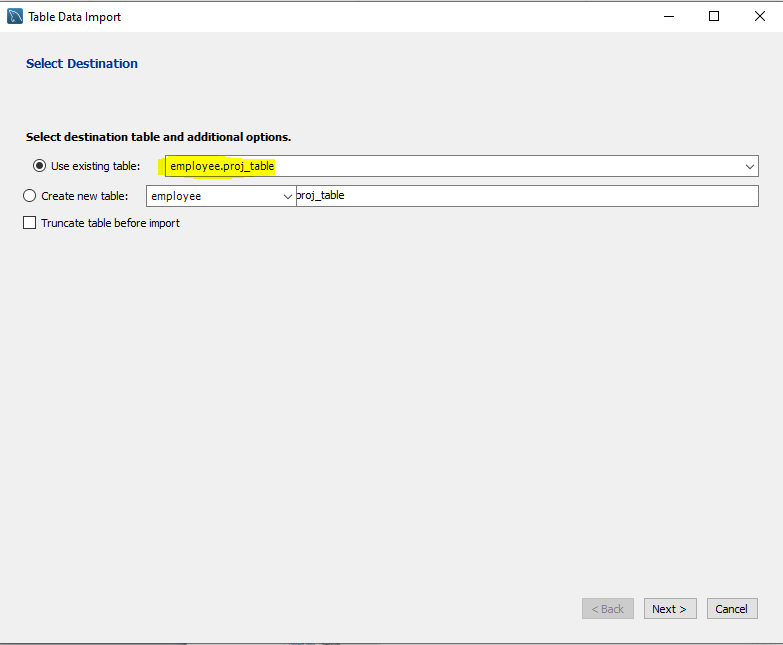 Table Data Import
Select Destination
Select destination table and additional options.
Use existing table: employee.proj_table
Create new table: employee proj_table
Truncate table before import
< Back Next > Cancel